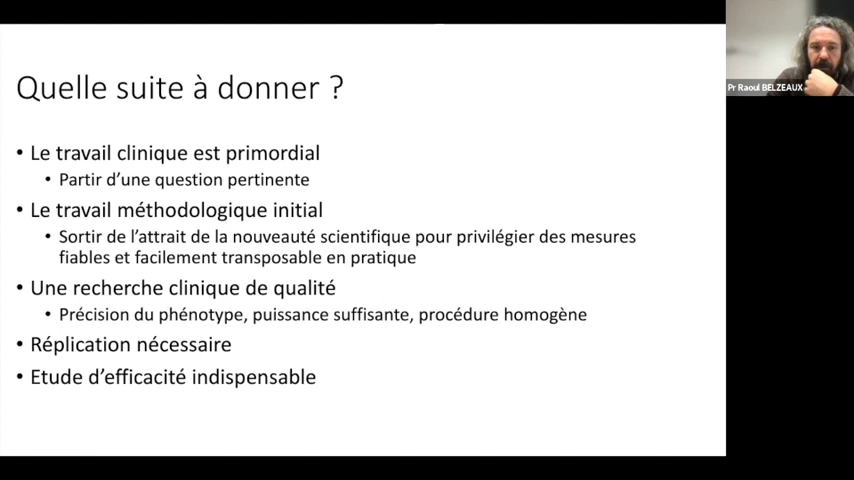 Quelle suite à donner ?
• Le travail clinique est primordial
• Partir d'une question pertinente
• Le travail méthodologique initial
• Sortir de l'attrait de la nouveauté scientifique pour privilégier des mesures
fiables et facilement transposable en pratique
• Une recherche clinique de qualité
• Précision du phénotype, puissance suffisante, procédure homogène
• Réplication nécessaire
• Etude d'efficacité indispensable
Pr Raoul BELZEAUX